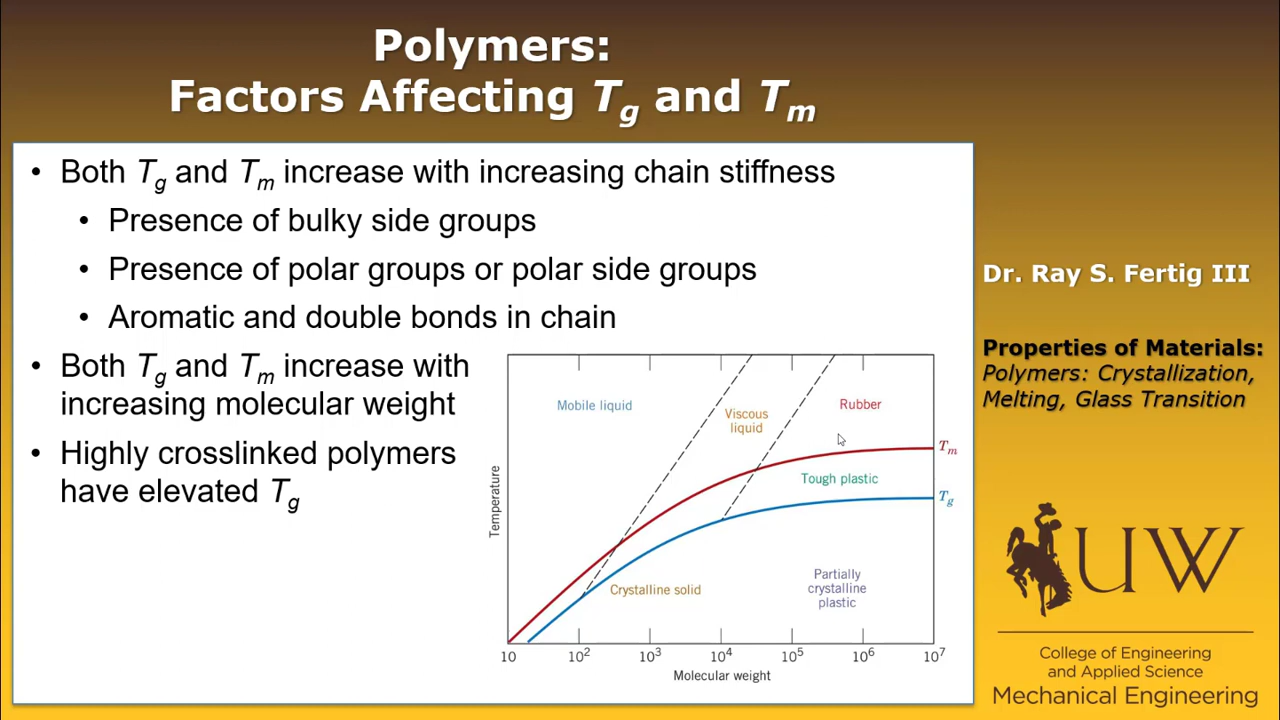 Polymers:
Factors Affecting Tg and Tm
• Both Tg and Tm increase with increasing chain stiffness
• Presence of bulky side groups
• Presence of polar groups or polar side groups
• Aromatic and double bonds in chain
• Both Tg and Tm increase with
increasing molecular weight
• Highly crosslinked polymers
have elevated Tg
Mobile liquid
Viscous
liquid
Rubber
Tm
Tough plastic
Tg
Crystalline solid
Partially
crystalline
plastic
Temperature
10 10² 10³ 10⁴ 10⁵ 10⁶ 10⁷
Molecular weight
Dr. Ray S. Fertig III
Properties of Materials:
Polymers: Crystallization,
Melting, Glass Transition
UW
College of Engineering
and Applied Science
Mechanical Engineering